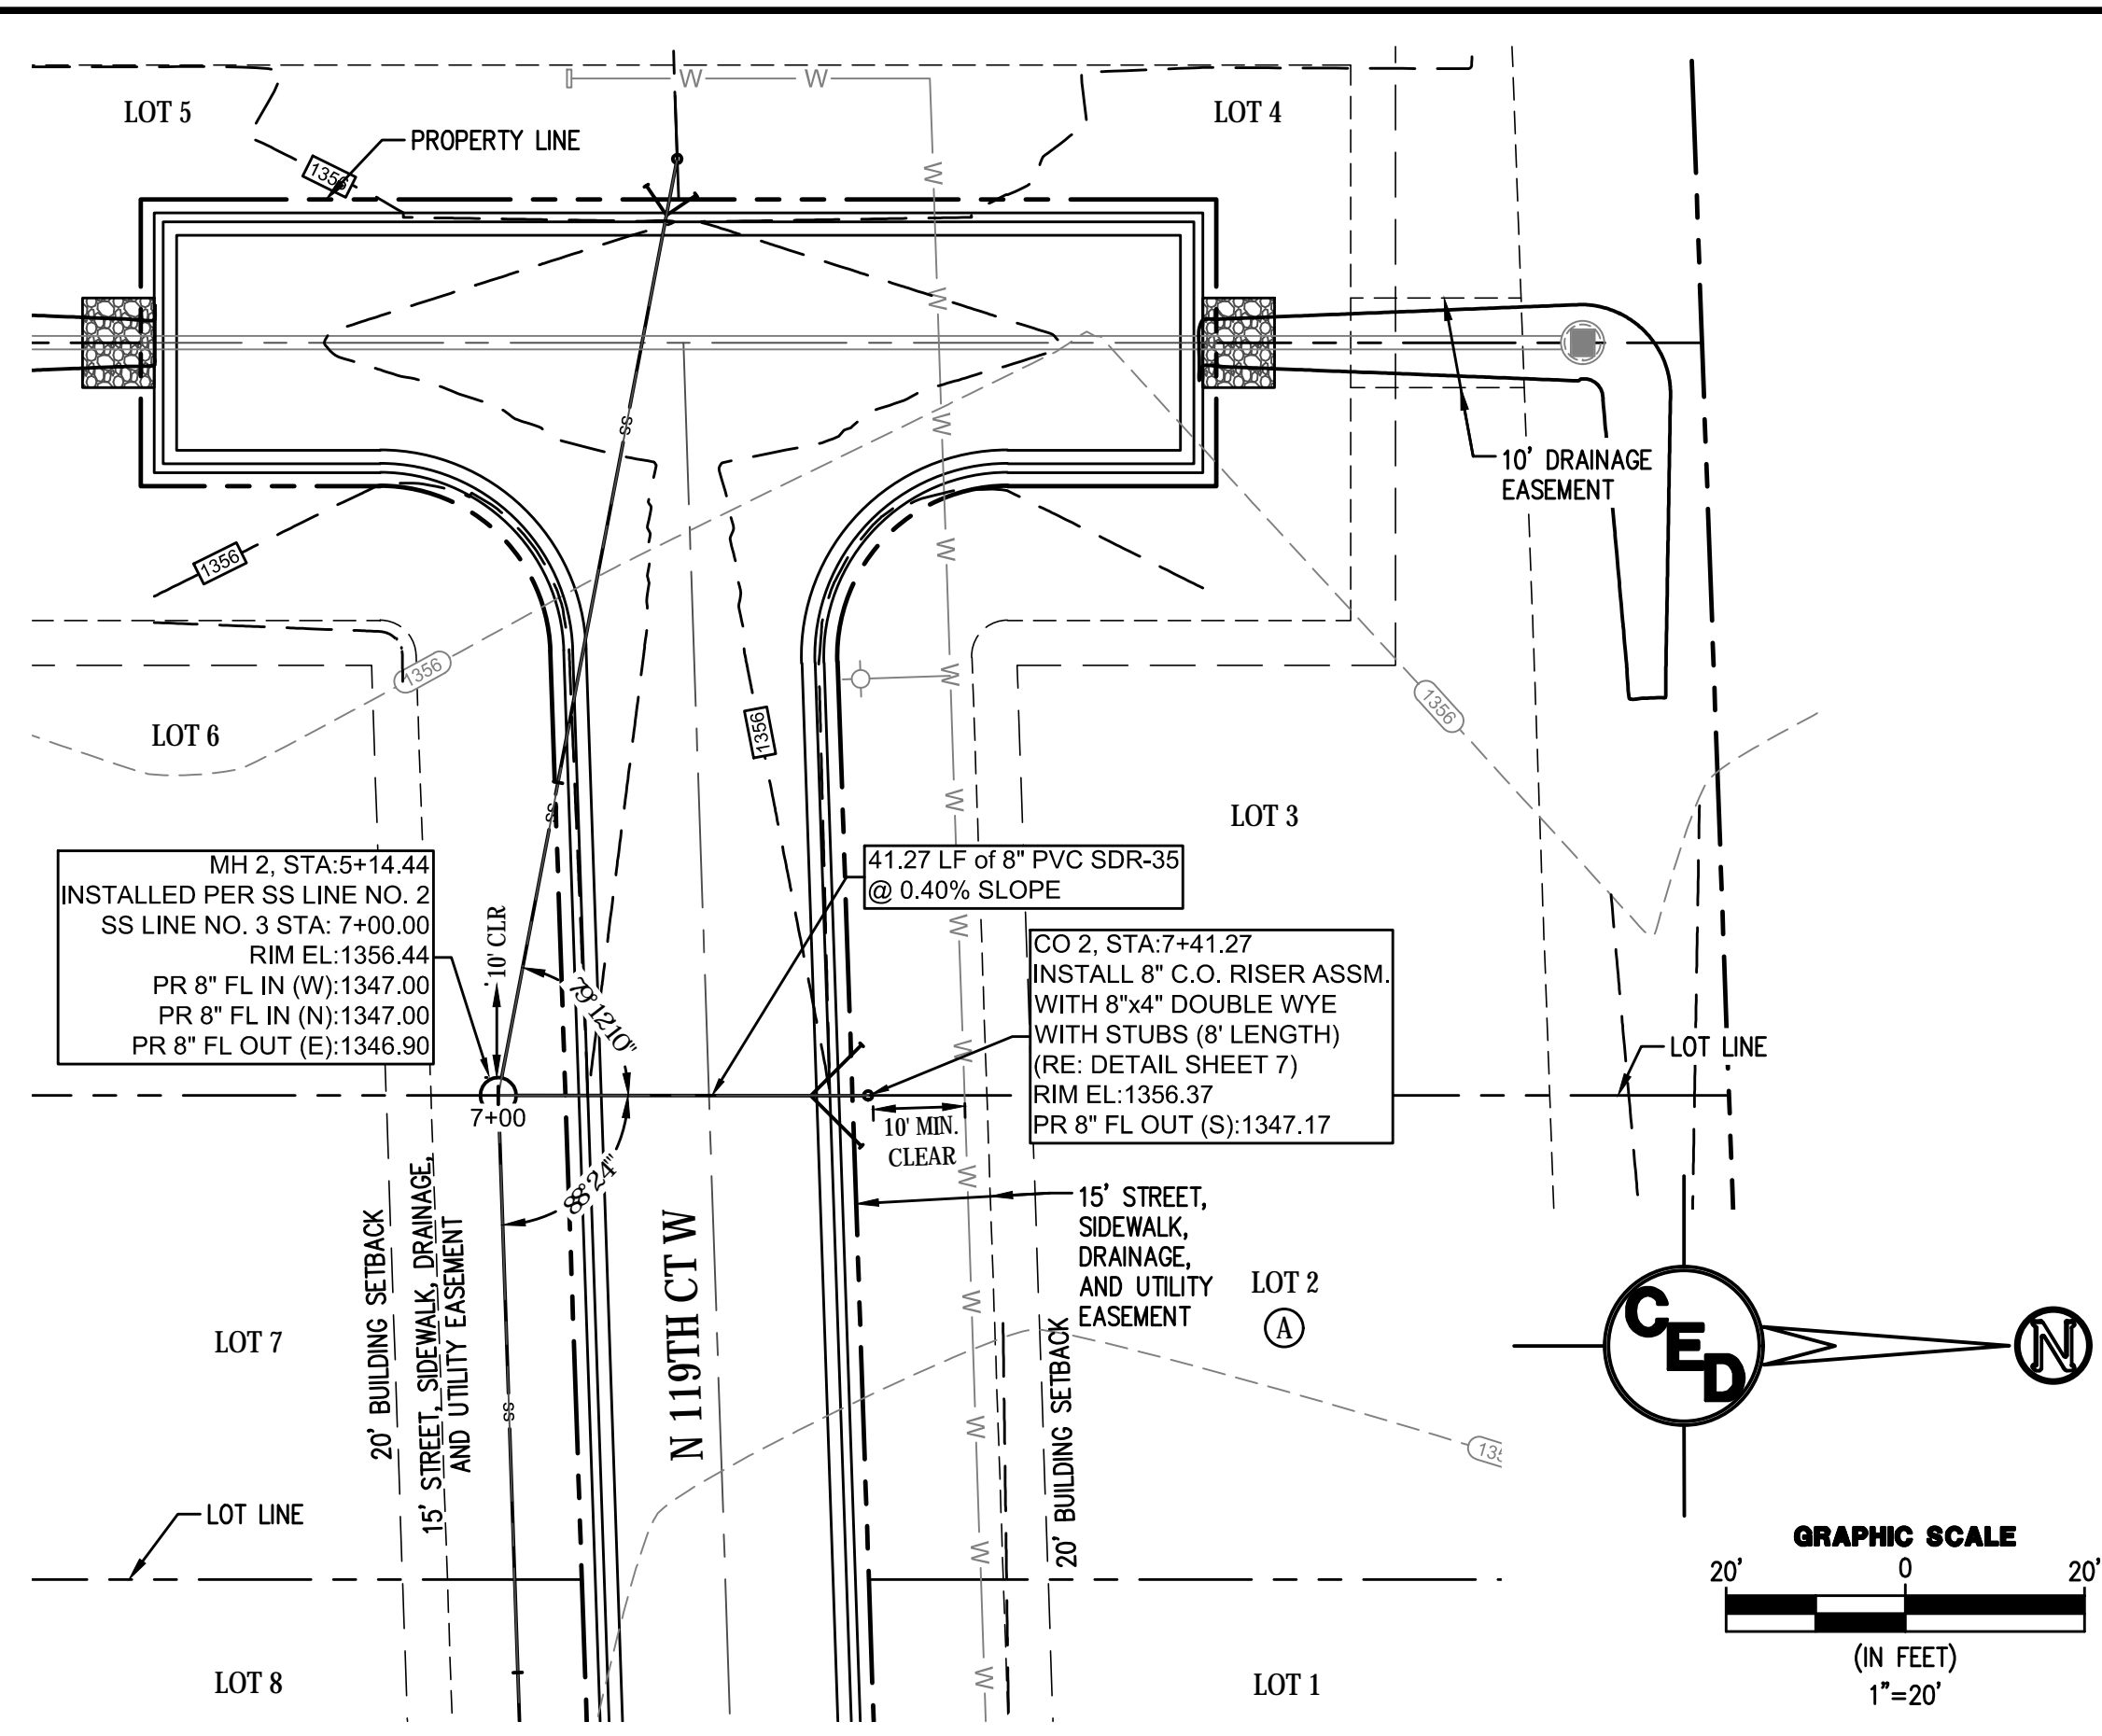 LOT 5
PROPERTY LINE
W W
LOT 4
1356
W
W
W
W
SS
10' DRAINAGE
EASEMENT
W
1356
W
1356
1356
1356
LOT 6
W
LOT 3
SS
MH 2, STA:5+14.44
INSTALLED PER SS LINE NO. 2
SS LINE NO. 3 STA: 7+00.00
RIM EL:1356.44
PR 8" FL IN (W):1347.00
PR 8" FL IN (N):1347.00
PR 8" FL OUT (E):1346.90
10' CLR
41.27 LF of 8" PVC SDR-35
@ 0.40% SLOPE
W
CO 2, STA:7+41.27
INSTALL 8" C.O. RISER ASSM.
WITH 8"x4" DOUBLE WYE
WITH STUBS (8' LENGTH)
(RE: DETAIL SHEET 7)
RIM EL:1356.37
PR 8" FL OUT (S):1347.17
79°12'10"
W
LOT LINE
7+00
10' MIN.
CLEAR
W
88°24"
15' STREET,
SIDEWALK,
DRAINAGE,
AND UTILITY
EASEMENT
20' BUILDING SETBACK
15' STREET, SIDEWALK, DRAINAGE,
AND UTILITY EASEMENT
N 119TH CT W
W
LOT 2
A
LOT 7
SS
W
20' BUILDING SETBACK
CED
N
LOT LINE
W
GRAPHIC SCALE
20' 0 20'
(IN FEET)
1"=20'
LOT 8
W
LOT 1